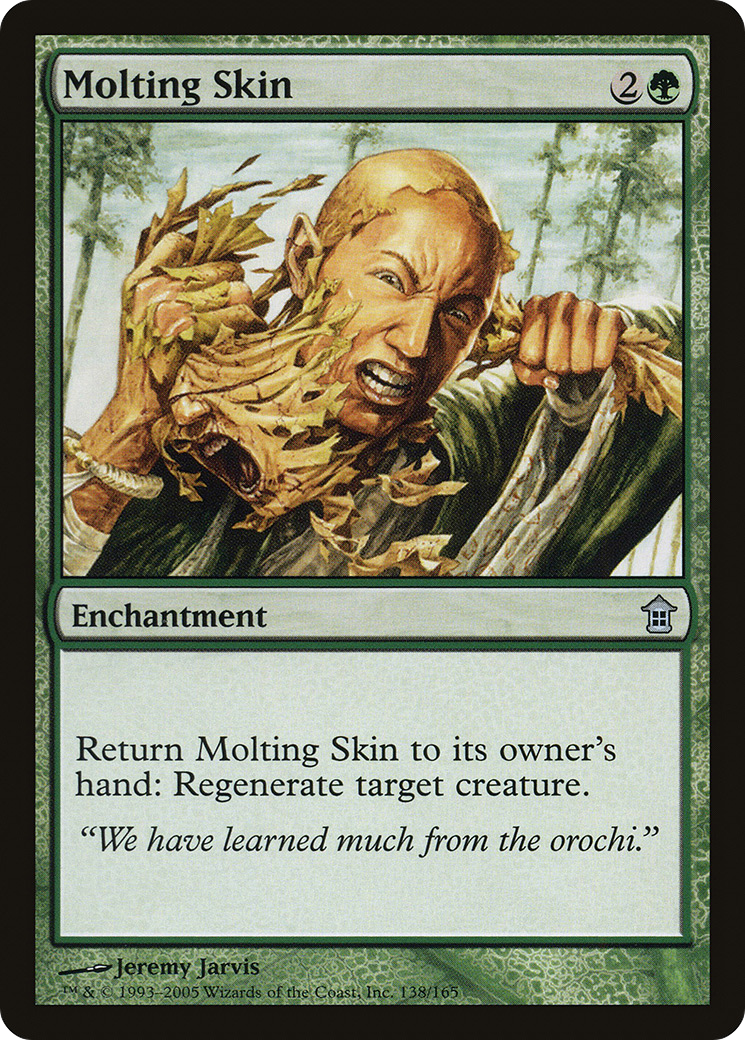 Molting Skin 2
Enchantment
Return Molting Skin to its owner's
hand: Regenerate target creature.
“We have learned much from the orochi.”
Jeremy Jarvis
™ & © 1993–2005 Wizards of the Coast, Inc. 138/165